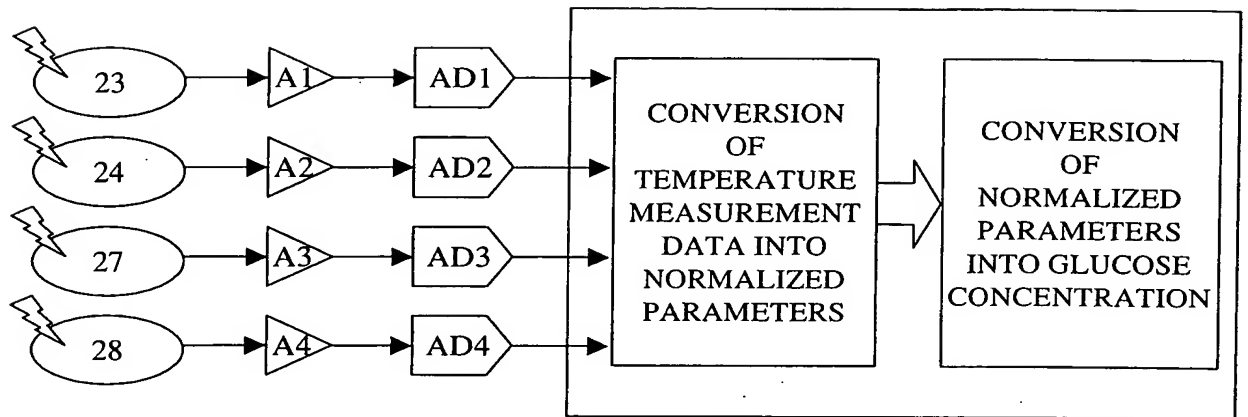 23 A1 AD1
24 A2 AD2
27 A3 AD3
28 A4 AD4
CONVERSION
OF
TEMPERATURE
MEASUREMENT
DATA INTO
NORMALIZED
PARAMETERS
CONVERSION
OF
NORMALIZED
PARAMETERS
INTO GLUCOSE
CONCENTRATION